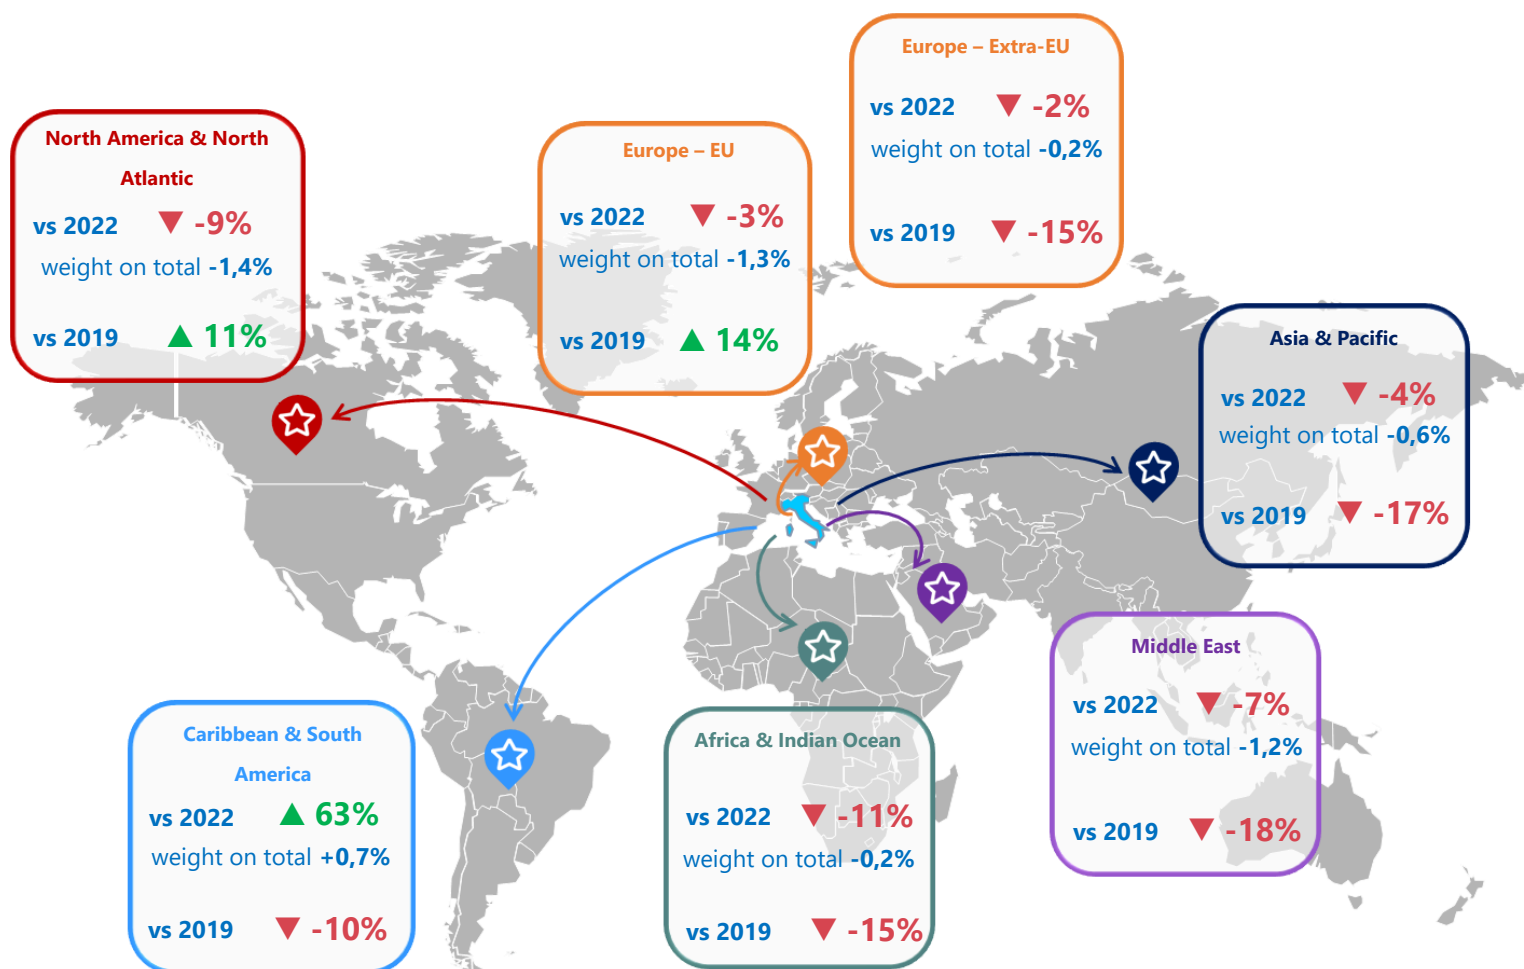 Europe – Extra-EU
vs 2022 ▼ -2%
weight on total -0,2%
vs 2019 ▼ -15%
North America & North
Atlantic
vs 2022 ▼ -9%
weight on total -1,4%
vs 2019 ▲ 11%
Europe – EU
vs 2022 ▼ -3%
weight on total -1,3%
vs 2019 ▲ 14%
Asia & Pacific
vs 2022 ▼ -4%
weight on total -0,6%
vs 2019 ▼ -17%
Middle East
vs 2022 ▼ -7%
weight on total -1,2%
vs 2019 ▼ -18%
Caribbean & South
America
vs 2022 ▲ 63%
weight on total +0,7%
vs 2019 ▼ -10%
Africa & Indian Ocean
vs 2022 ▼ -11%
weight on total -0,2%
vs 2019 ▼ -15%